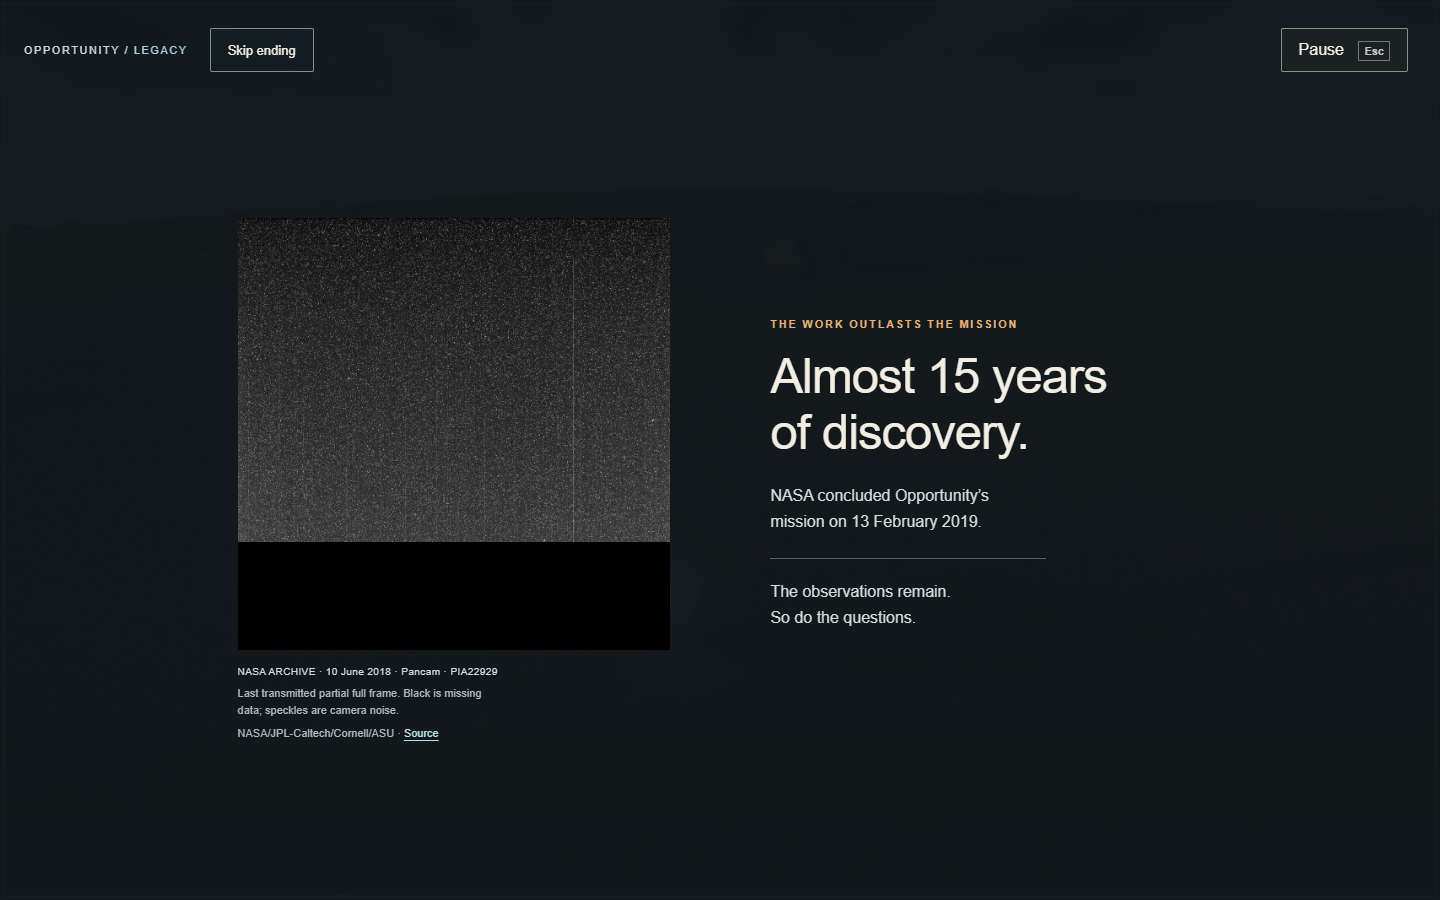 OPPORTUNITY / LEGACY
Skip ending
Pause Esc
THE WORK OUTLASTS THE MISSION
Almost 15 years
of discovery.
NASA concluded Opportunity’s
mission on 13 February 2019.
The observations remain.
So do the questions.
NASA ARCHIVE · 10 June 2018 · Pancam · PIA22929
Last transmitted partial full frame. Black is missing
data; speckles are camera noise.
NASA/JPL-Caltech/Cornell/ASU · Source